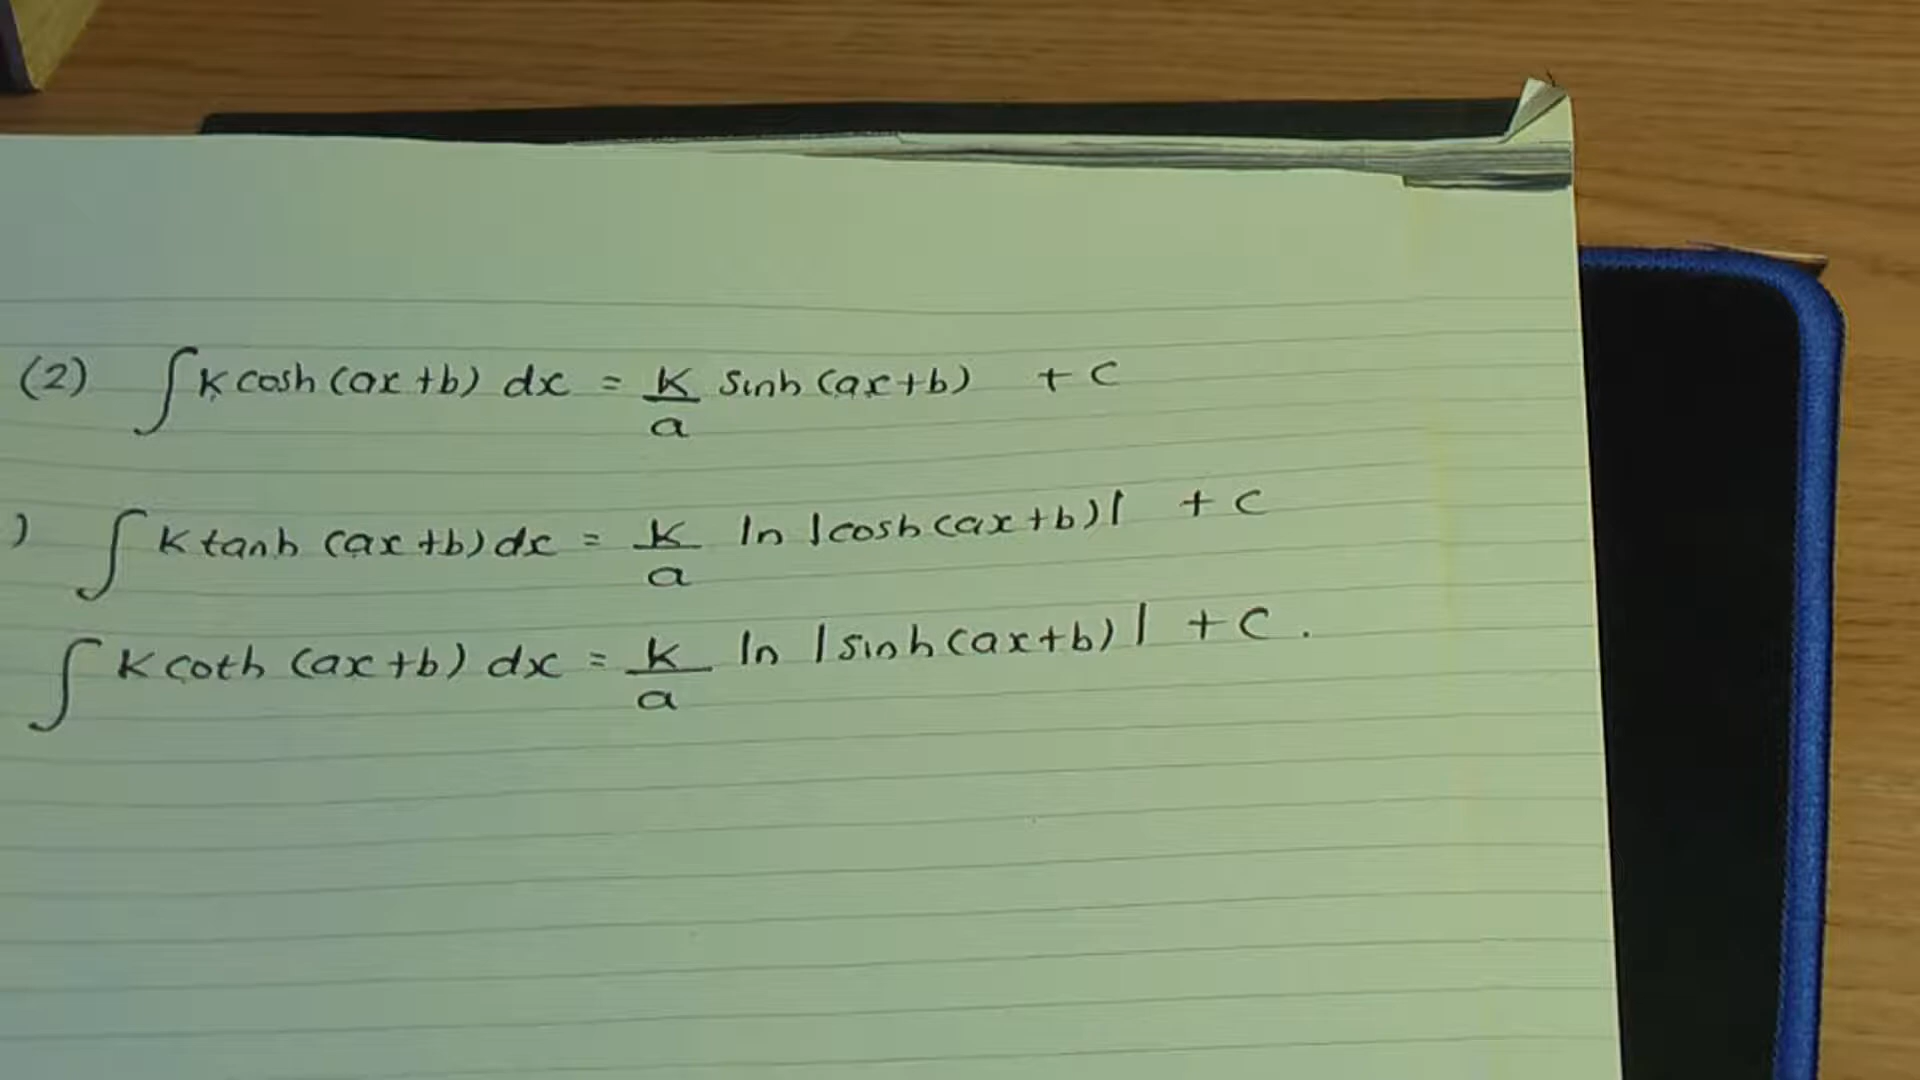 (2) ∫ K cosh (ax+b) dx = K/a sinh (ax+b) + C
) ∫ K tanh (ax+b) dx = K/a ln |cosh (ax+b)| + C
∫ K coth (ax+b) dx = K/a ln |sinh (ax+b)| + C.